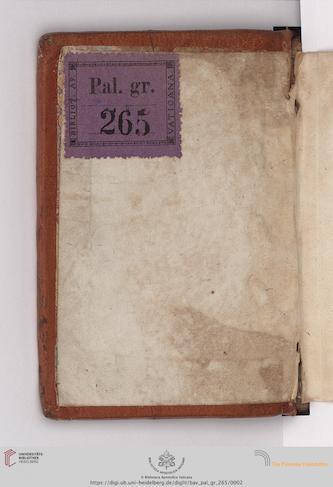 Pal. gr.
265
BIBLIOT. AP.
VATICANA
UNIVERSITÄTS-
BIBLIOTHEK
HEIDELBERG
© Biblioteca Apostolica Vaticana
https://digi.ub.uni-heidelberg.de/diglit/bav_pal_gr_265/0002
The Polonsky Foundation